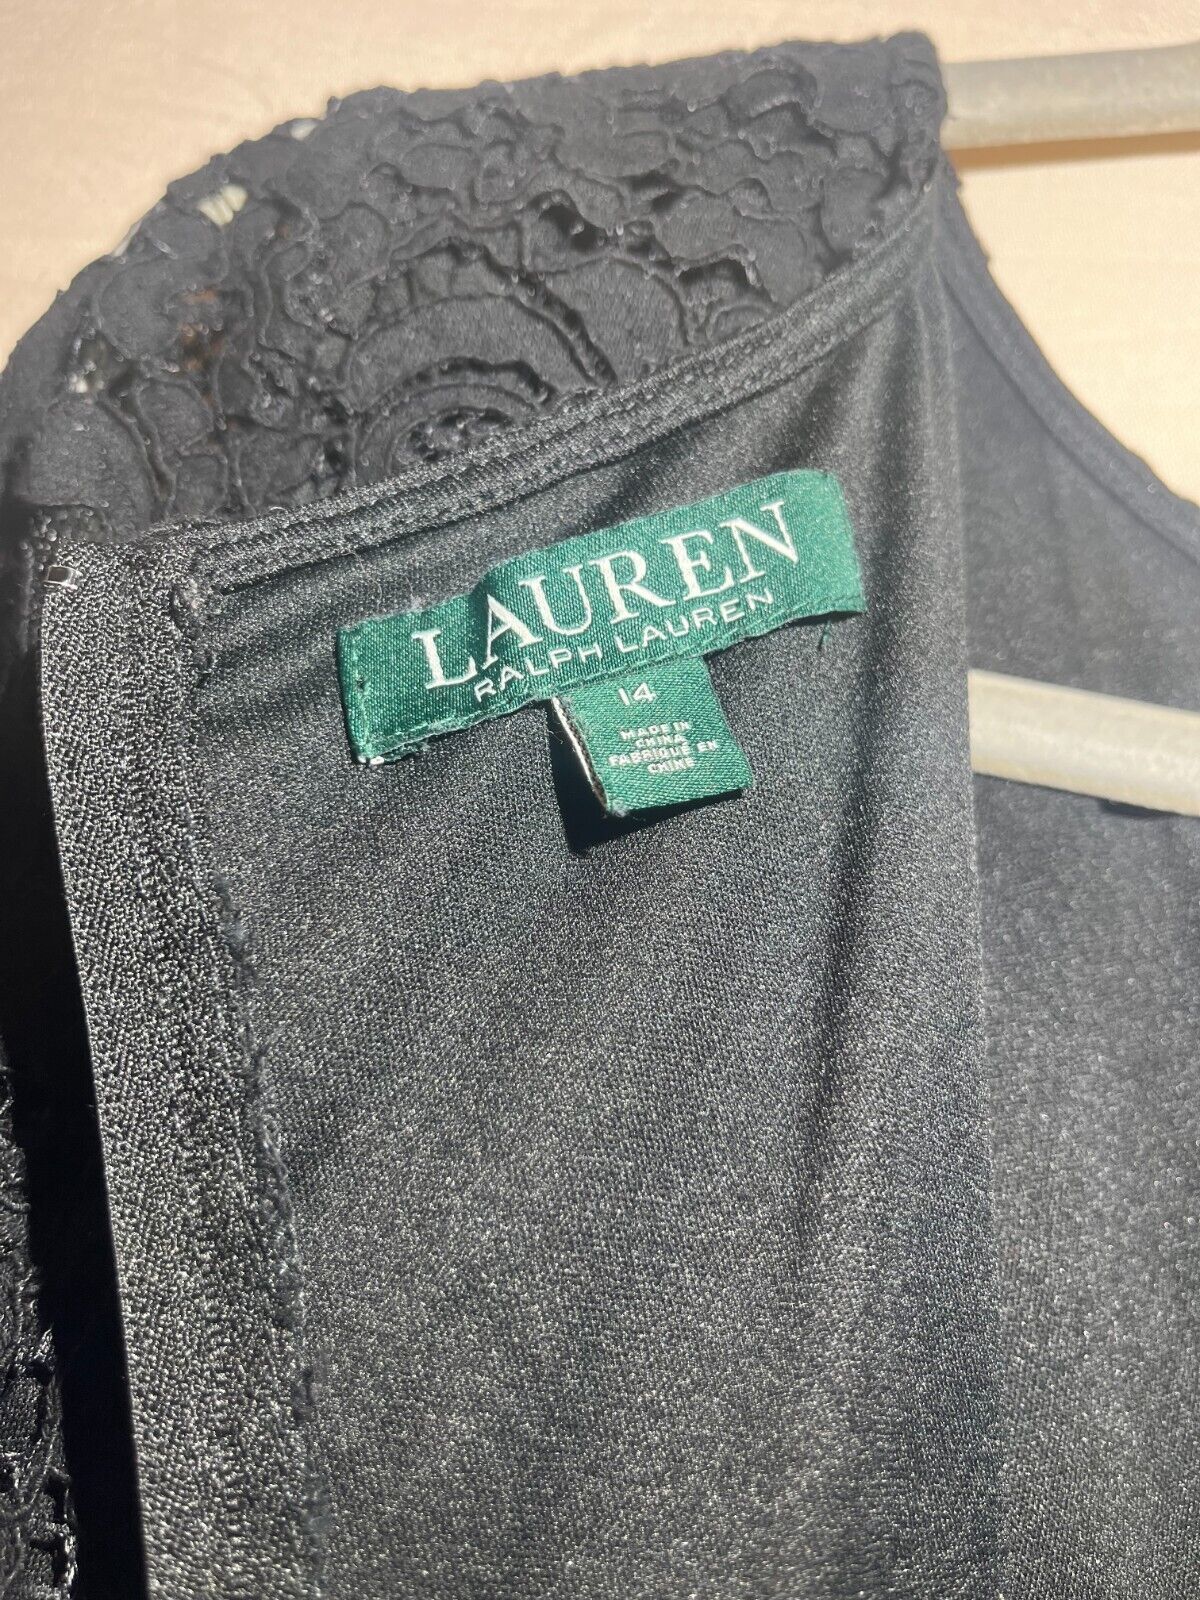 LAUREN
RALPH LAUREN
14
MADE IN
CHINA
FABRIQUÉ EN
CHINE